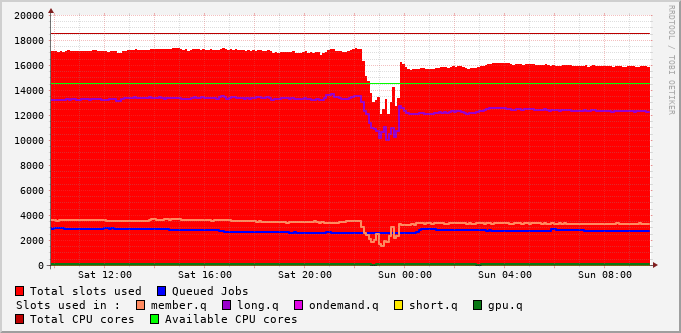 20000
18000
16000
14000
12000
10000
8000
6000
4000
2000
0
Sat 12:00 Sat 16:00 Sat 20:00 Sun 00:00 Sun 04:00 Sun 08:00
RRDTOOL / TOBI OETIKER
Total slots used Queued Jobs
Slots used in : member.q long.q ondemand.q short.q gpu.q
Total CPU cores Available CPU cores